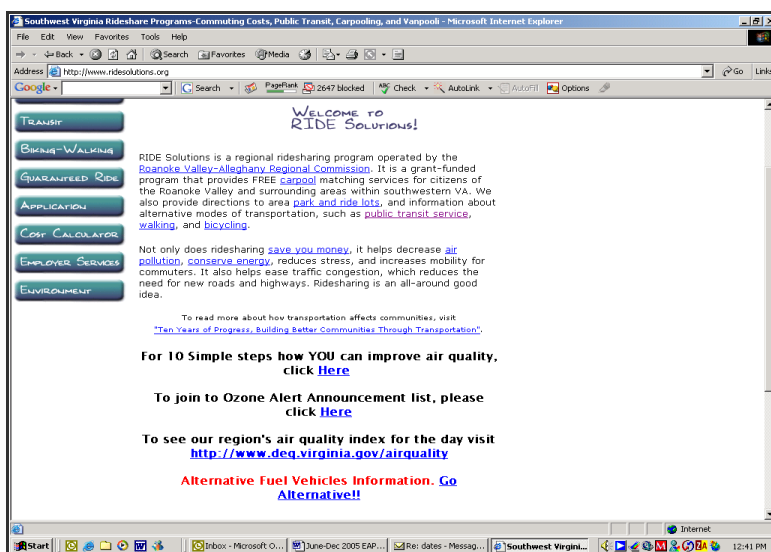 Southwest Virginia Rideshare Programs-Commuting Costs, Public Transit, Carpooling, and Vanpooli - Microsoft Internet Explorer
File Edit View Favorites Tools Help
Back Search Favorites Media
Address http://www.ridesolutions.org Go Links
Google Search PageRank 2647 blocked ABC Check AutoLink AutoFill Options
Transit
Biking-Walking
Guaranteed Ride
Application
Cost Calculator
Employer Services
Environment
Welcome to
RIDE Solutions!
RIDE Solutions is a regional ridesharing program operated by the
Roanoke Valley-Alleghany Regional Commission. It is a grant-funded
program that provides FREE carpool matching services for citizens of
the Roanoke Valley and surrounding areas within southwestern VA. We
also provide directions to area park and ride lots, and information about
alternative modes of transportation, such as public transit service,
walking, and bicycling.
Not only does ridesharing save you money, it helps decrease air
pollution, conserve energy, reduces stress, and increases mobility for
commuters. It also helps ease traffic congestion, which reduces the
need for new roads and highways. Ridesharing is an all-around good
idea.
To read more about how transportation affects communities, visit
"Ten Years of Progress, Building Better Communities Through Transportation".
For 10 Simple steps how YOU can improve air quality,
click Here
To join to Ozone Alert Announcement list, please
click Here
To see our region's air quality index for the day visit
http://www.deq.virginia.gov/airquality
Alternative Fuel Vehicles Information. Go
Alternative!!
Internet
Start Inbox - Microsoft O... June-Dec 2005 EAP... Re: dates - Messag... Southwest Virgini... 12:41 PM